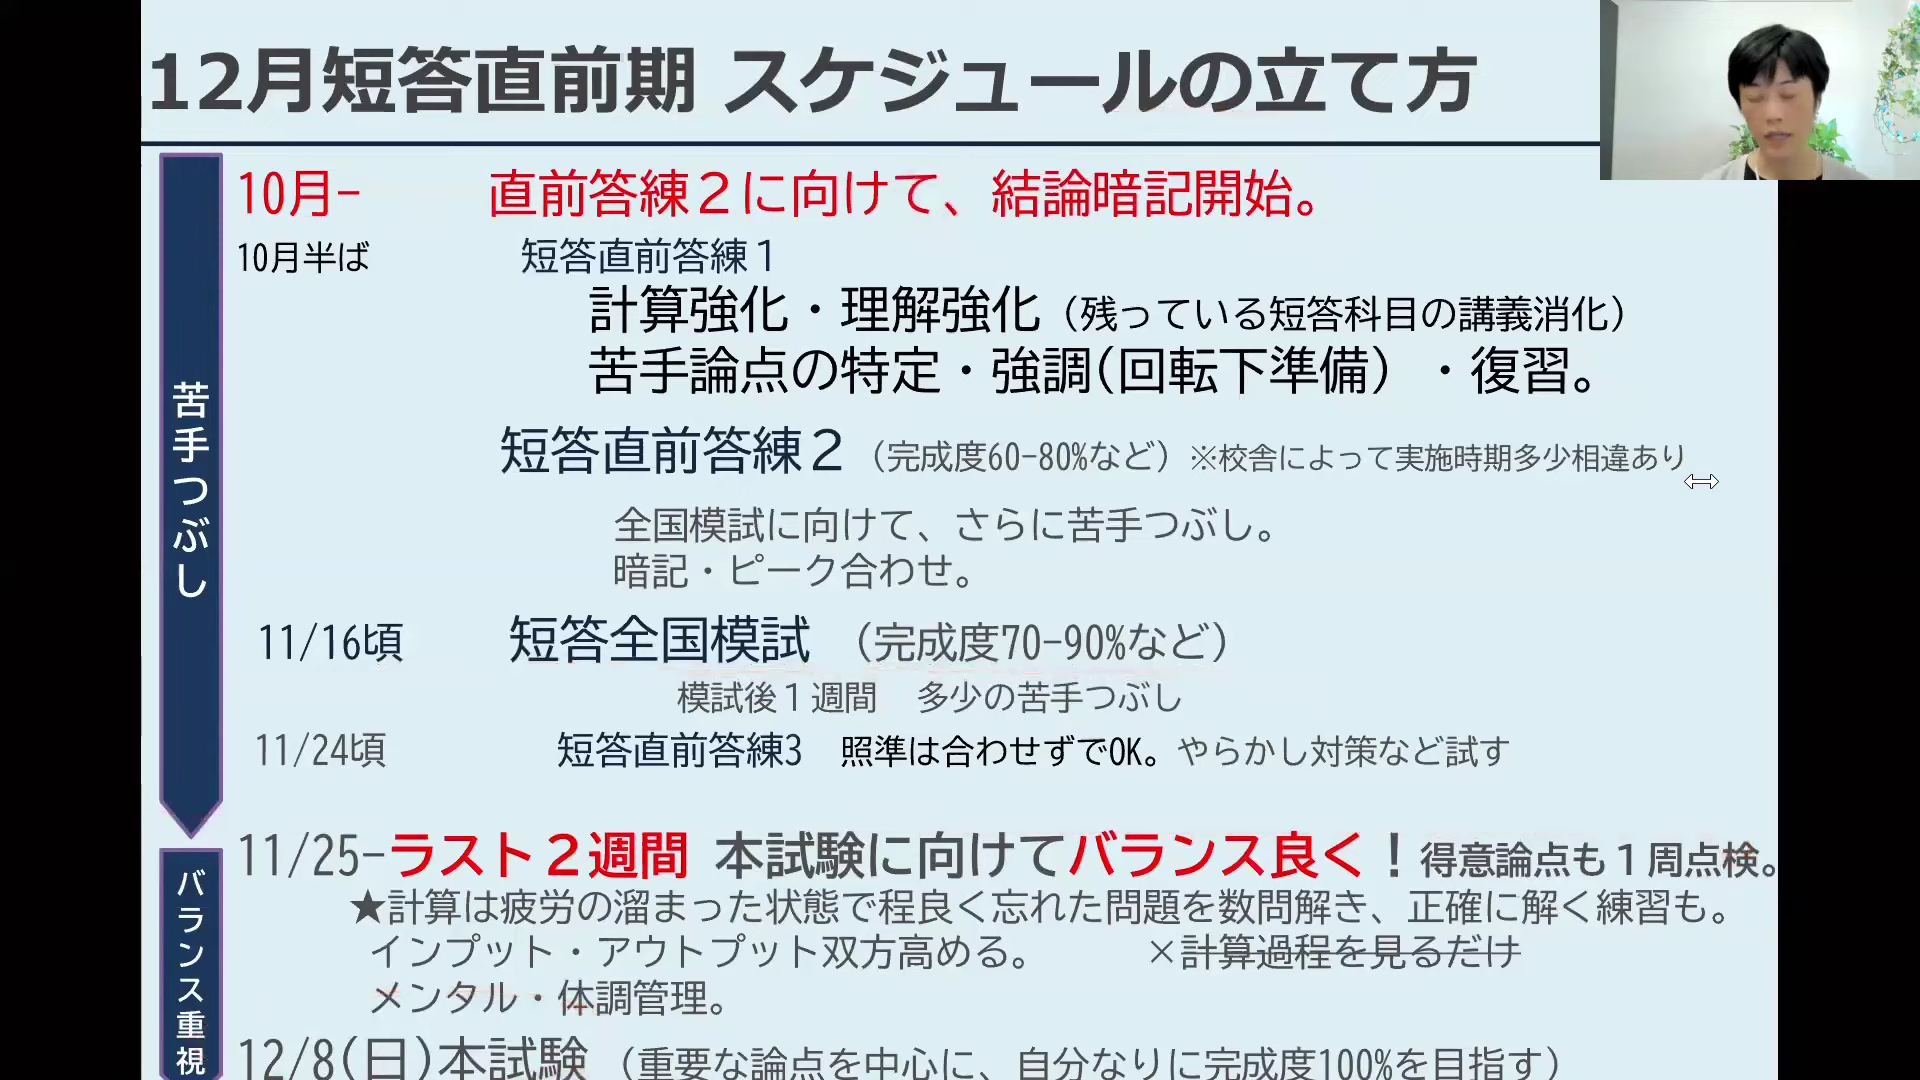 12月短答直前期 スケジュールの立て方
苦手つぶし
10月− 直前答練２に向けて、結論暗記開始。
10月半ば 短答直前答練１
計算強化・理解強化（残っている短答科目の講義消化）
苦手論点の特定・強調(回転下準備）・復習。
短答直前答練２（完成度60−80%など）※校舎によって実施時期多少相違あり
全国模試に向けて、さらに苦手つぶし。
暗記・ピーク合わせ。
11/16頃 短答全国模試 （完成度70−90%など）
模試後１週間 多少の苦手つぶし
11/24頃 短答直前答練3 照準は合わせずでOK。やらかし対策など試す
バランス重視
11/25−ラスト２週間 本試験に向けてバランス良く！得意論点も１周点検。
★計算は疲労の溜まった状態で程良く忘れた問題を数問解き、正確に解く練習も。
インプット・アウトプット双方高める。 ×計算過程を見るだけ
メンタル・体調管理。
12/8(日)本試験 （重要な論点を中心に、自分なりに完成度100%を目指す）